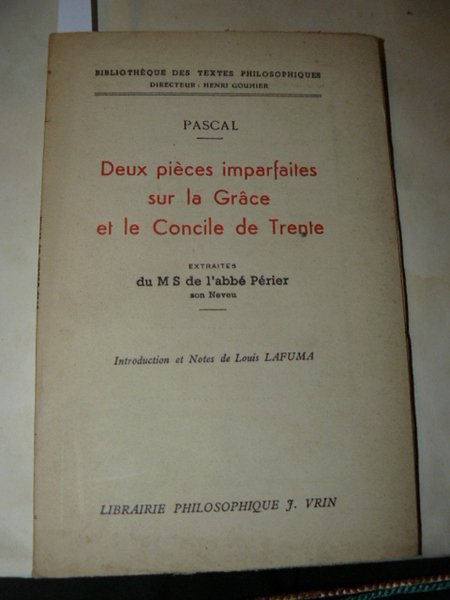 BIBLIOTHÈQUE DES TEXTES PHILOSOPHIQUES
DIRECTEUR : HENRI GOUHIER
PASCAL
Deux pièces imparfaites
sur la Grâce
et le Concile de Trente
EXTRAITES
du M S de l'abbé Périer
son Neveu
Introduction et Notes de Louis LAFUMA
LIBRAIRIE PHILOSOPHIQUE J. VRIN